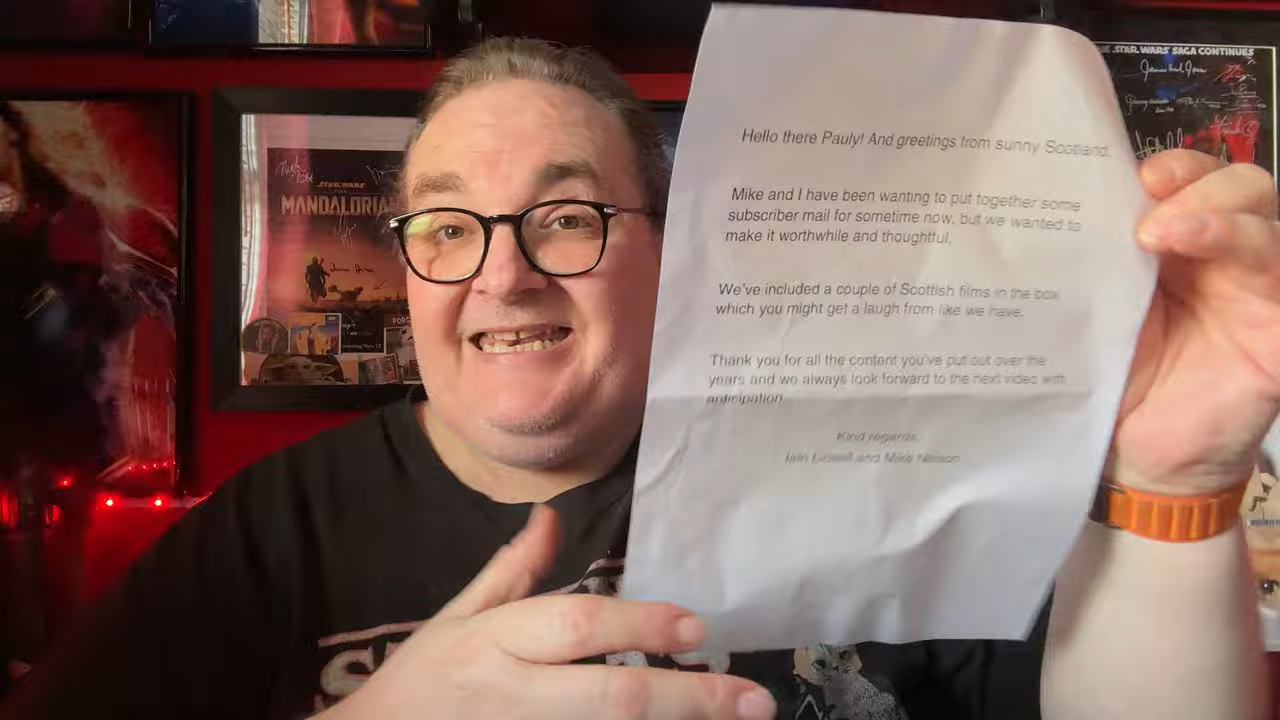 STAR WARS SAGA CONTINUES
STAR WARS
MANDALORIAN
PORG
Hello there Pauly! And greetings from sunny Scotland.
Mike and I have been wanting to put together some
subscriber mail for sometime now, but we wanted to
make it worthwhile and thoughtful.
We've included a couple of Scottish films in the box
which you might get a laugh from like we have.
Thank you for all the content you've put out over the
years and we always look forward to the next video with
anticipation
Kind regards,
Iain and Mike